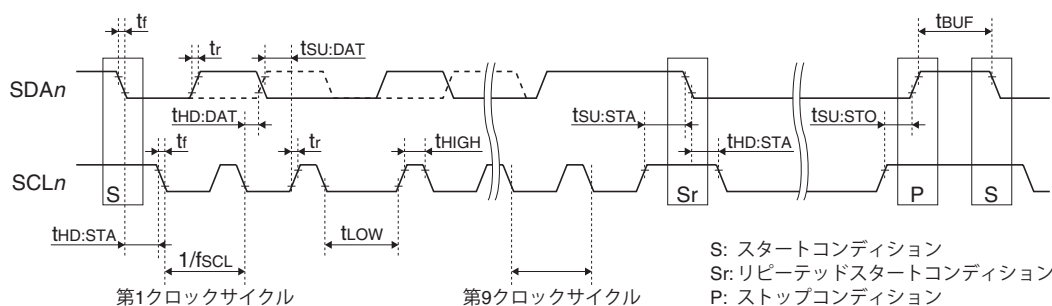 tf
tr
tSU:DAT
tBUF
SDAn
tHD:DAT
tf
tr
tHIGH
tSU:STA
tHD:STA
tSU:STO
SCLn
S
Sr
P
S
tHD:STA
1/fSCL
tLOW
第1クロックサイクル
第9クロックサイクル
S: スタートコンディション
Sr: リピーテッドスタートコンディション
P: ストップコンディション